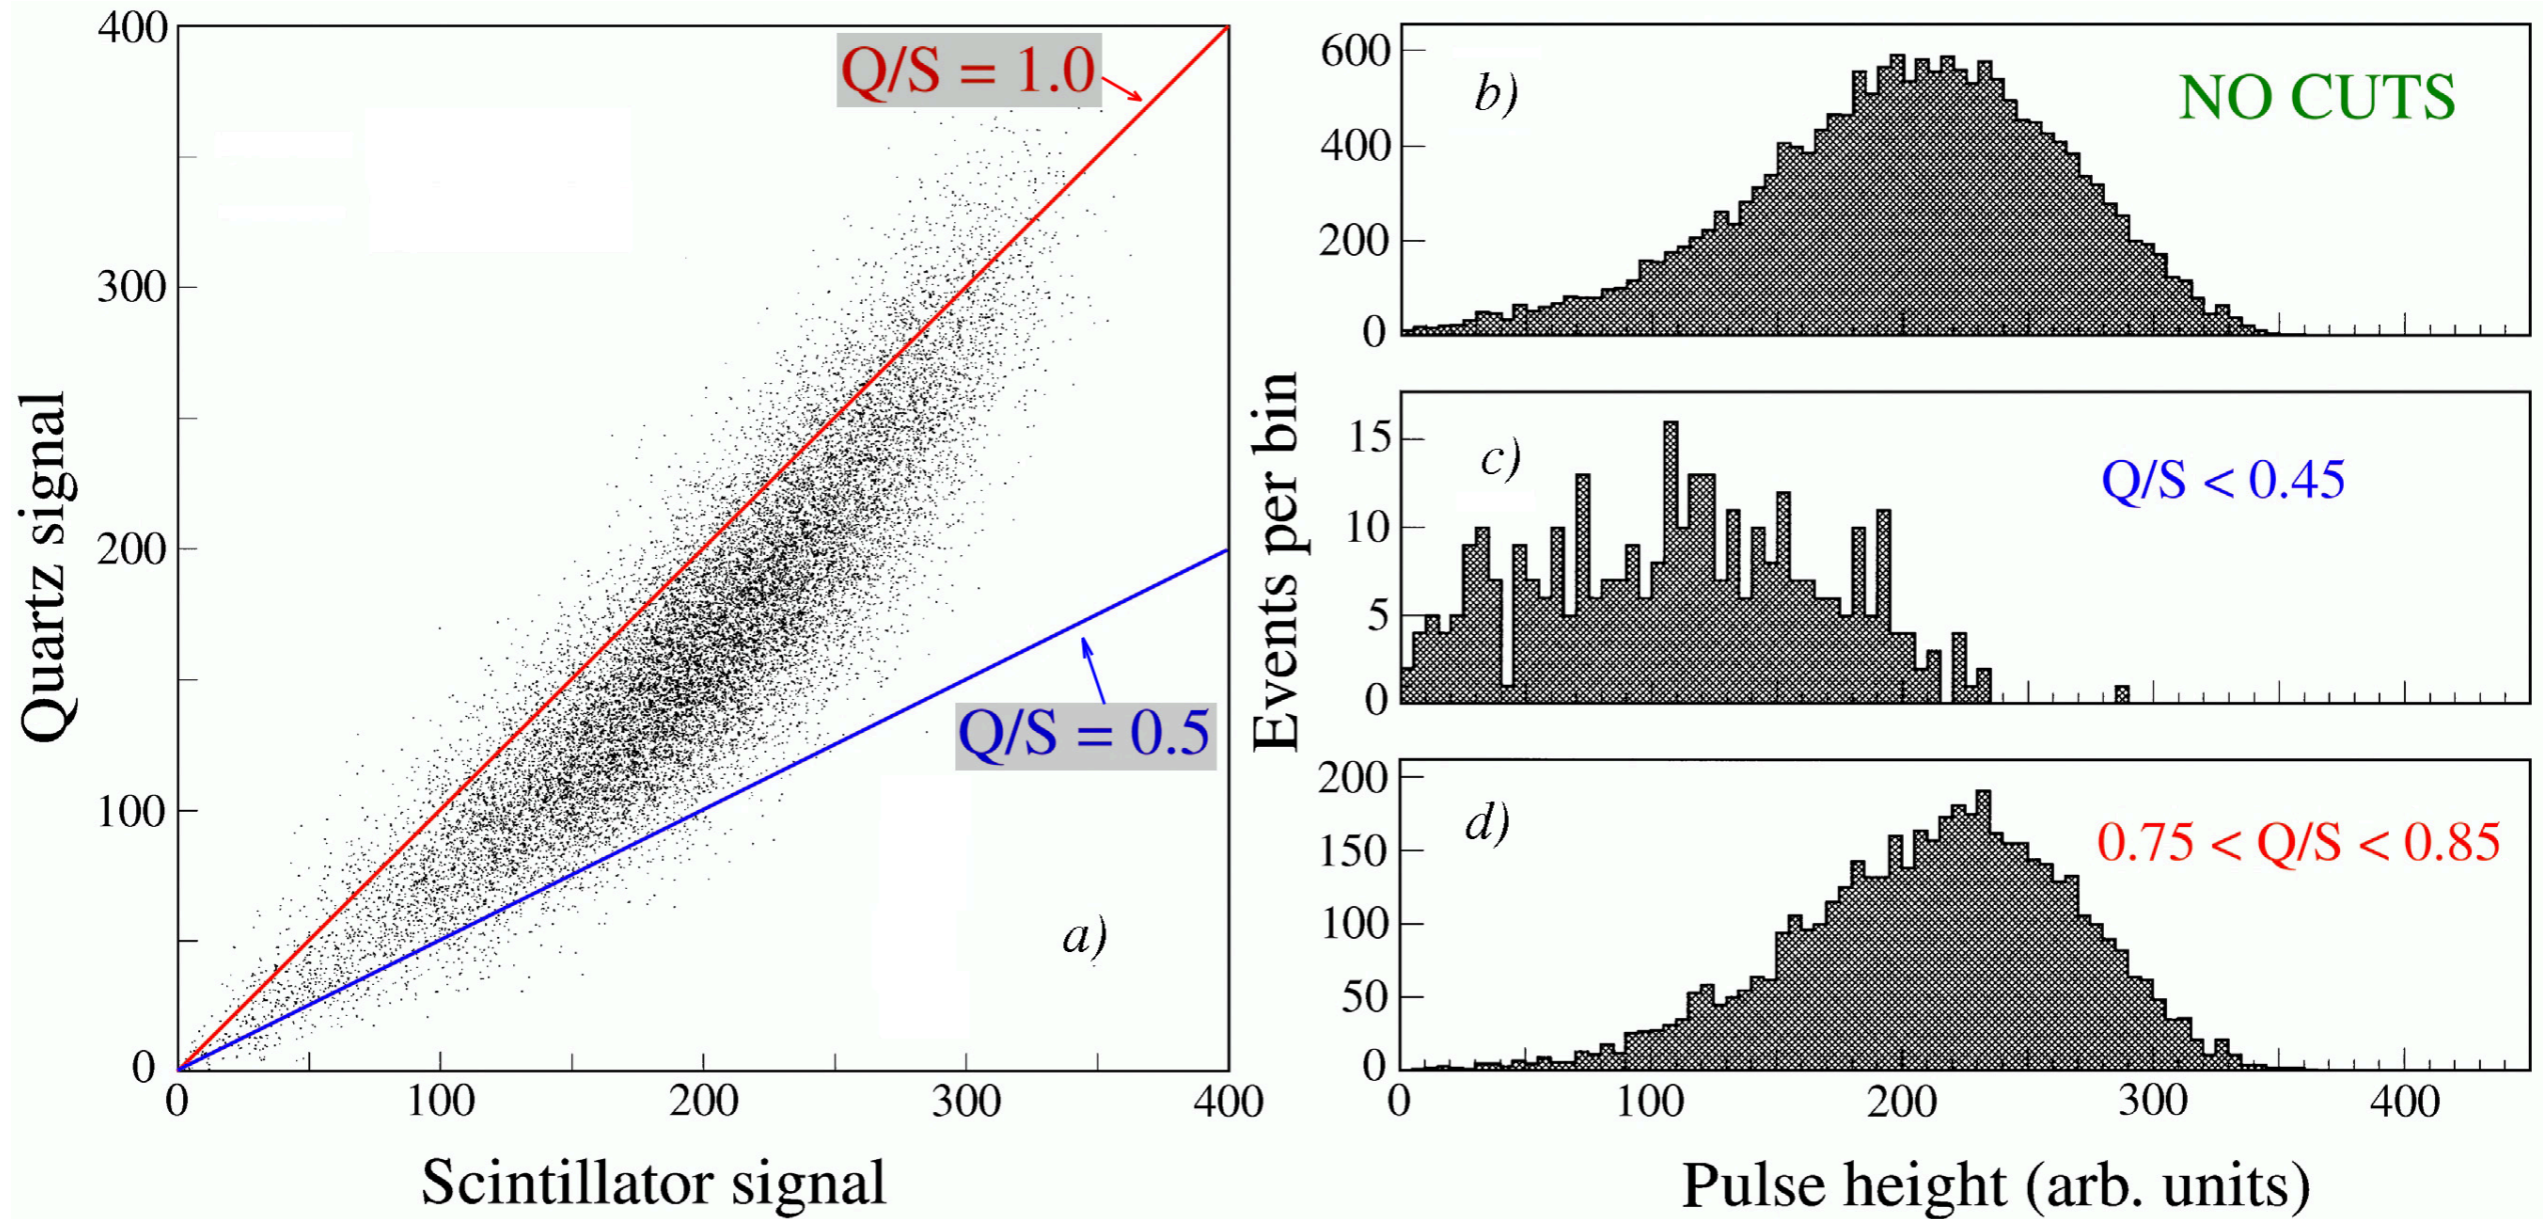 400
300
200
100
0
0
100
200
300
400
Quartz signal
Scintillator signal
Q/S = 1.0
Q/S = 0.5
a)
Events per bin
600
400
200
0
b)
NO CUTS
15
10
5
0
c)
Q/S < 0.45
200
150
100
50
0
d)
0.75 < Q/S < 0.85
0
100
200
300
400
Pulse height (arb. units)